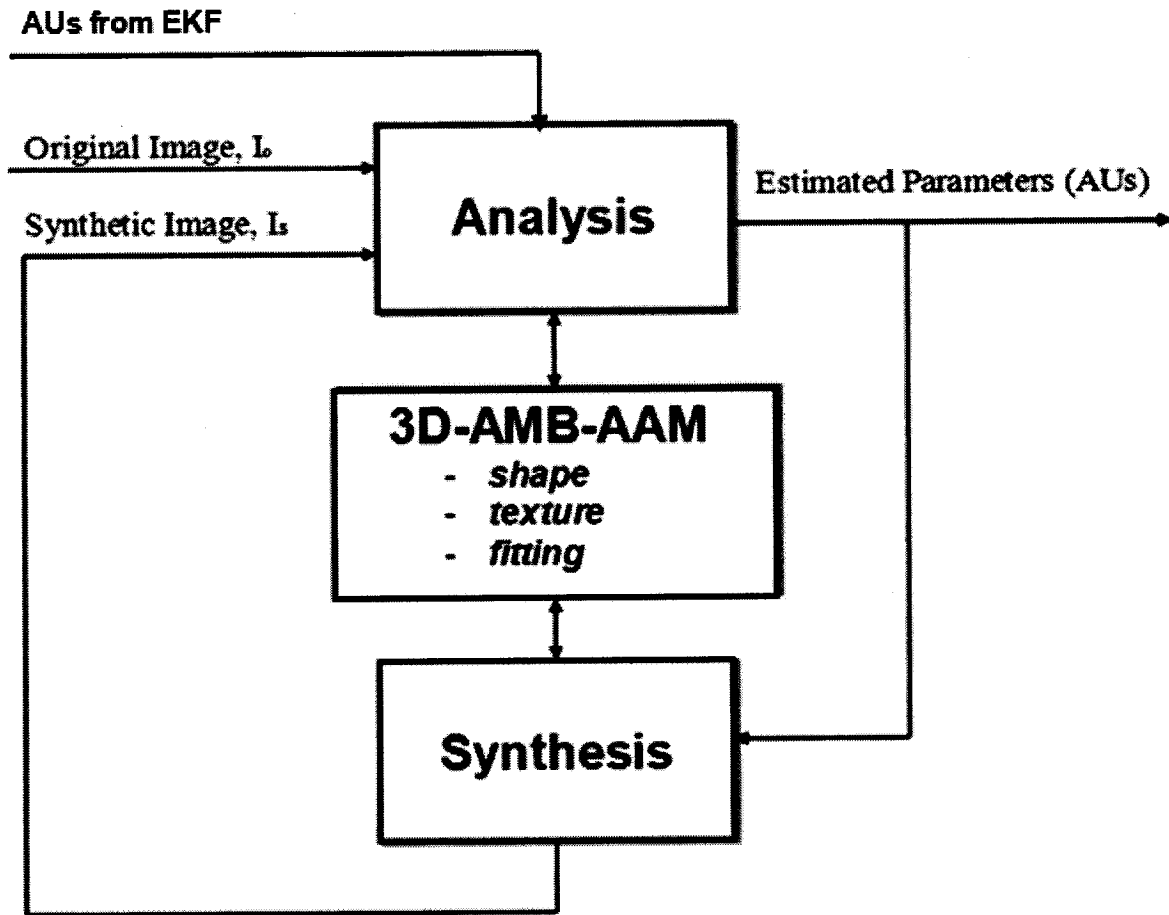 AUs from EKF
Original Image, Io
Synthetic Image, Is
Analysis
Estimated Parameters (AUs)
3D-AMB-AAM
- shape
- texture
- fitting
Synthesis